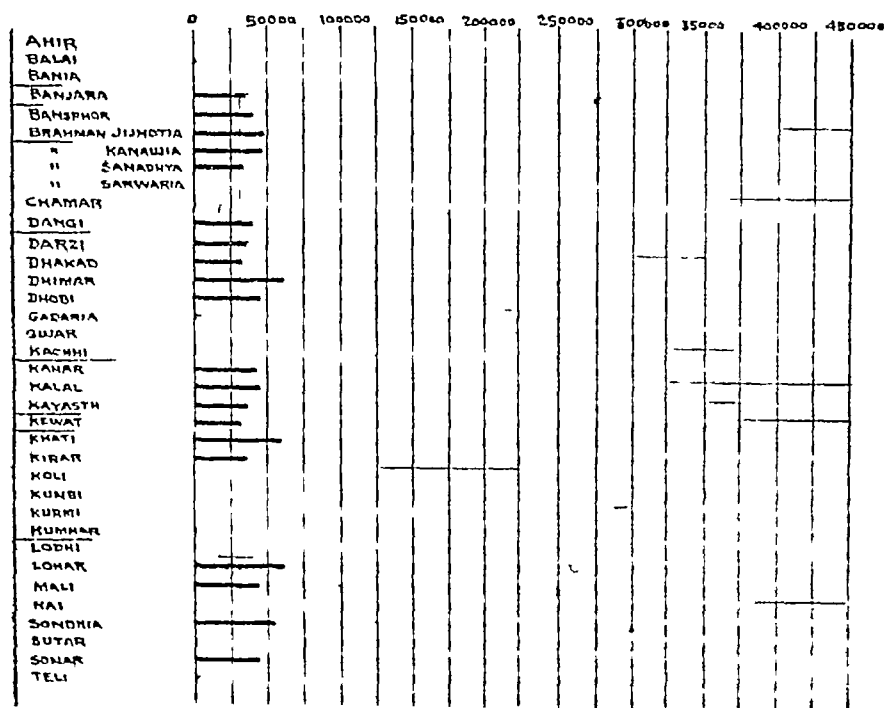 0 50000 100000 150000 200000 250000 300000 35000 400000 450000
AHIR
BALAI
BANIA
BANJARA
BANSPHOR
BRAHMAN JIJHOTIA
" KANAUJIA
" SANADHYA
" SARWARIA
CHAMAR
DANGI
DARZI
DHAKAD
DHIMAR
DHOBI
GADARIA
GUJAR
KACHHI
KAHAR
KALAL
KAYASTH
KEWAT
KHATI
KIRAR
KOLI
KUNBI
KURMI
KUMHAR
LODHI
LOHAR
MALI
NAI
SONDHIA
SUTAR
SONAR
TELI